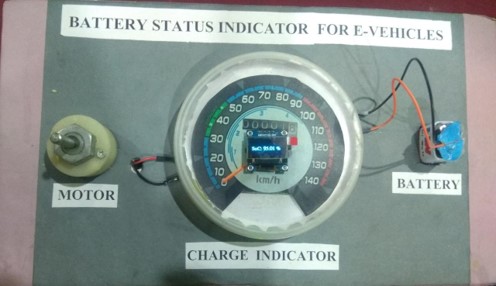 BATTERY STATUS INDICATOR FOR E-VEHICLES
0 10 20 30 40 50 60 70 80 90 100 110 120 130 140
km/h
MOTOR
BATTERY
CHARGE INDICATOR